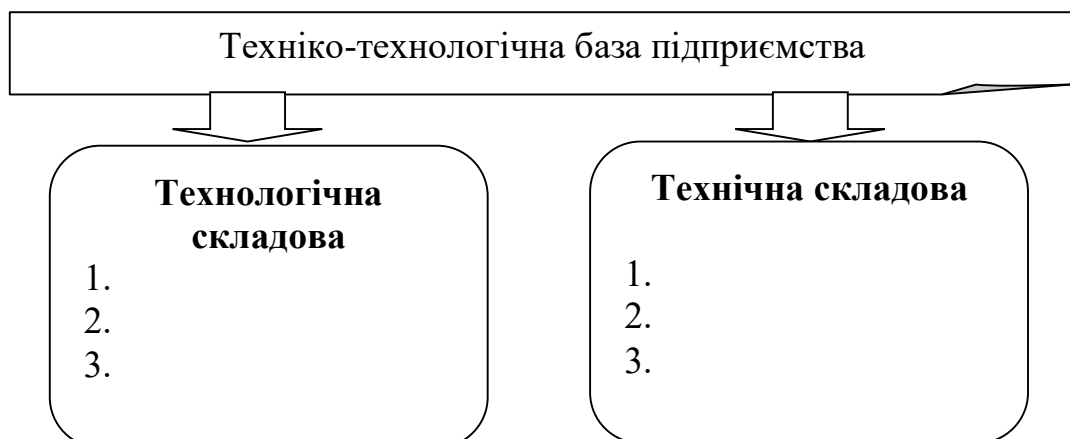 Техніко-технологічна база підприємства
Технологічна
складова
1.
2.
3.
Технічна складова
1.
2.
3.